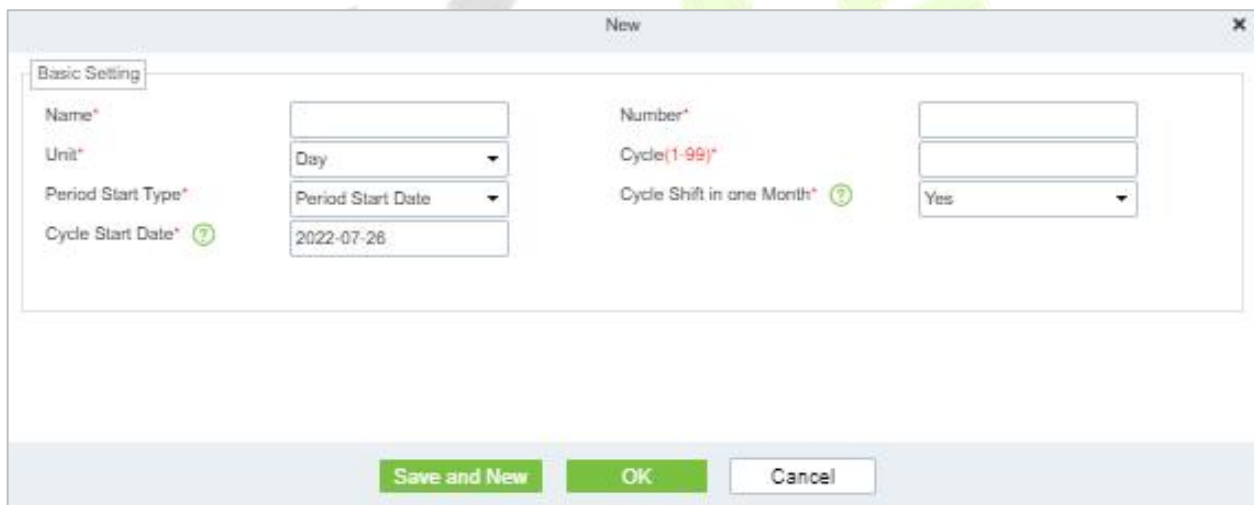 New
Basic Setting
Name* Number*
Unit* Day Cycle(1-99)*
Period Start Type* Period Start Date Cycle Shift in one Month* ? Yes
Cycle Start Date* ? 2022-07-26
Save and New OK Cancel